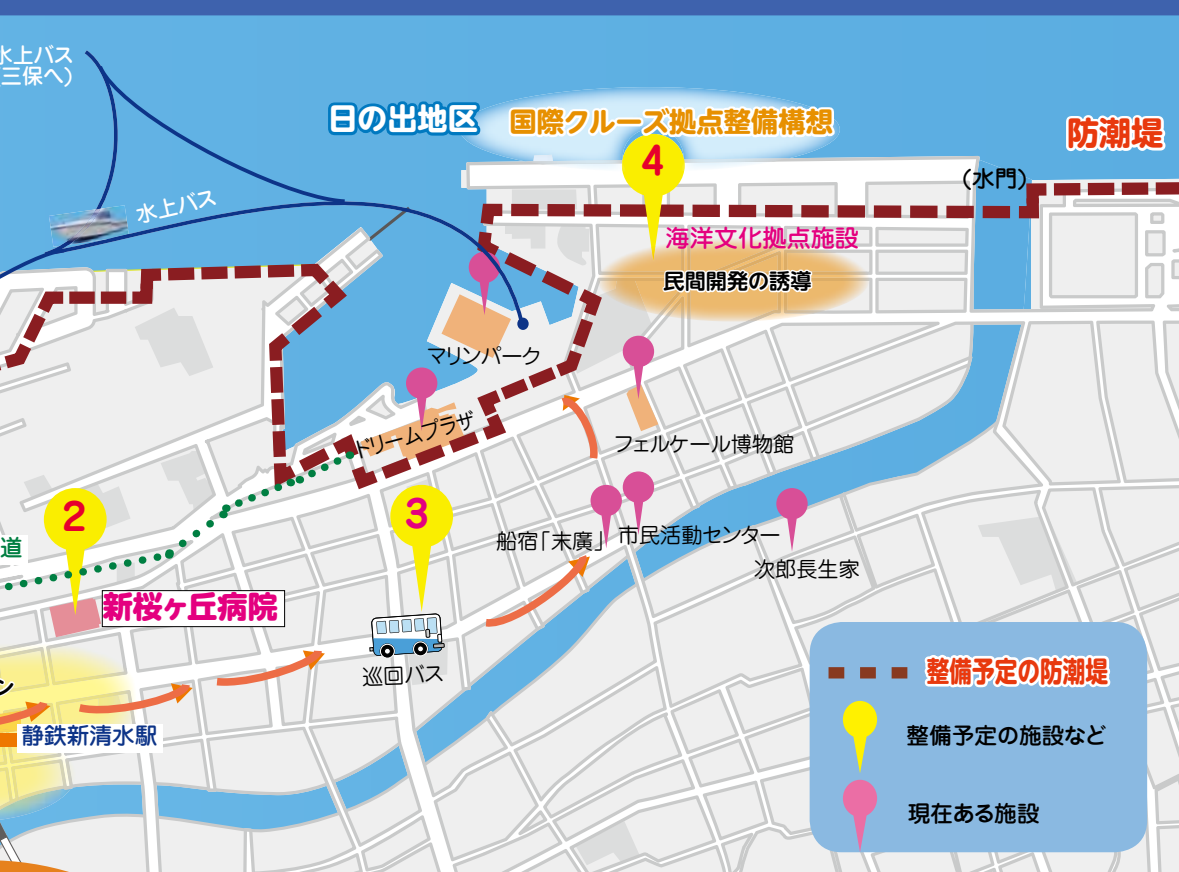 水上バス
三保へ)
日の出地区
国際クルーズ拠点整備構想
防潮堤
4
(水門)
水上バス
海洋文化拠点施設
民間開発の誘導
マリンパーク
ドリームプラザ
フェルケール博物館
2
3
道
船宿「末廣」
市民活動センター
次郎長生家
新桜ヶ丘病院
巡回バス
ン
静鉄新清水駅
整備予定の防潮堤
整備予定の施設など
現在ある施設